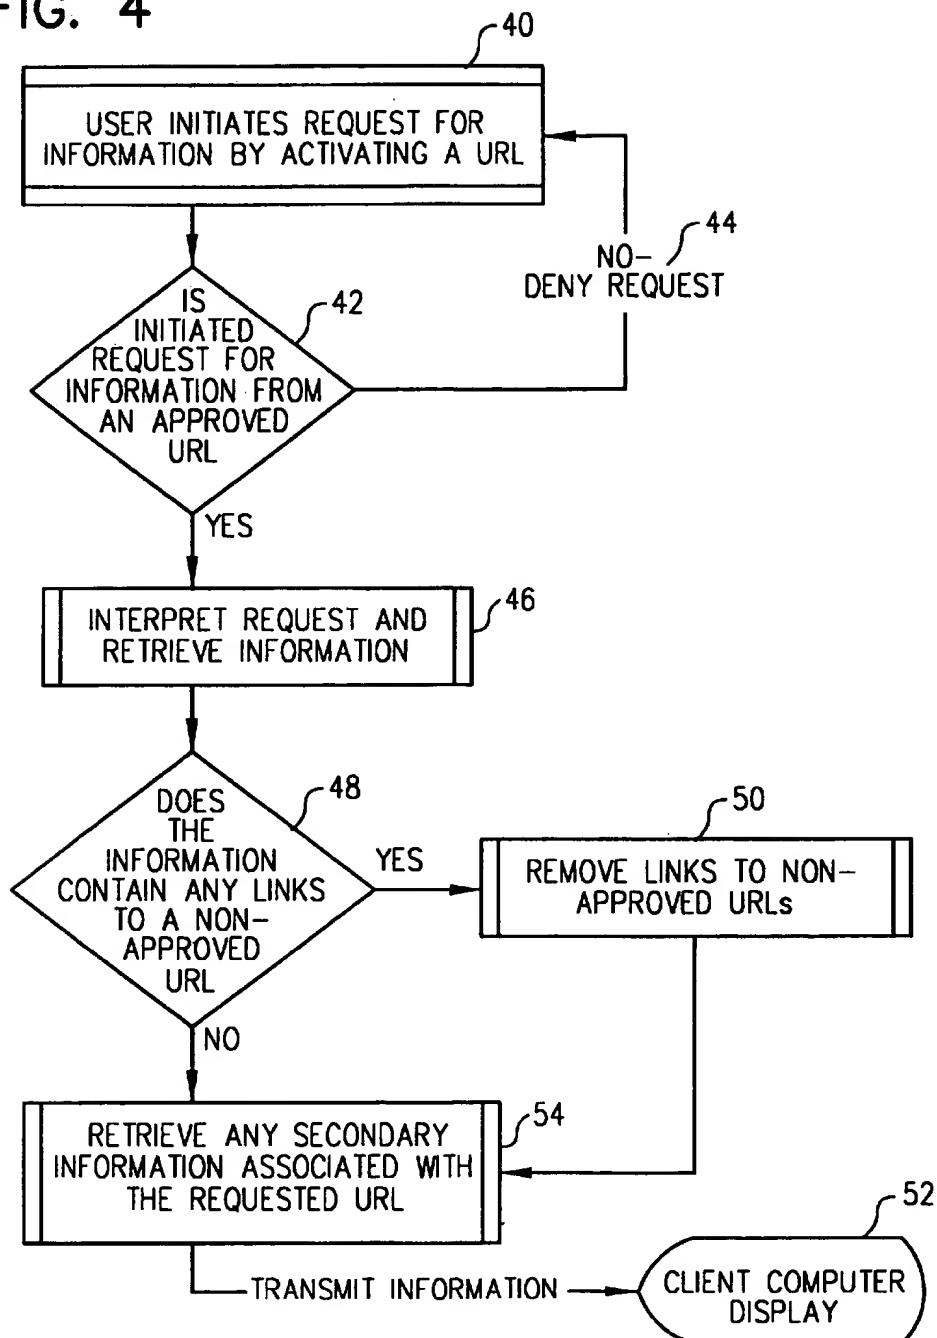 FIG. 4
40
USER INITIATES REQUEST FOR
INFORMATION BY ACTIVATING A URL
44
NO-
DENY REQUEST
42
IS
INITIATED
REQUEST FOR
INFORMATION FROM
AN APPROVED
URL
YES
46
INTERPRET REQUEST AND
RETRIEVE INFORMATION
48
DOES
THE
INFORMATION
CONTAIN ANY LINKS
TO A NON-
APPROVED
URL
YES
50
REMOVE LINKS TO NON-
APPROVED URLs
NO
54
RETRIEVE ANY SECONDARY
INFORMATION ASSOCIATED WITH
THE REQUESTED URL
52
TRANSMIT INFORMATION
CLIENT COMPUTER
DISPLAY